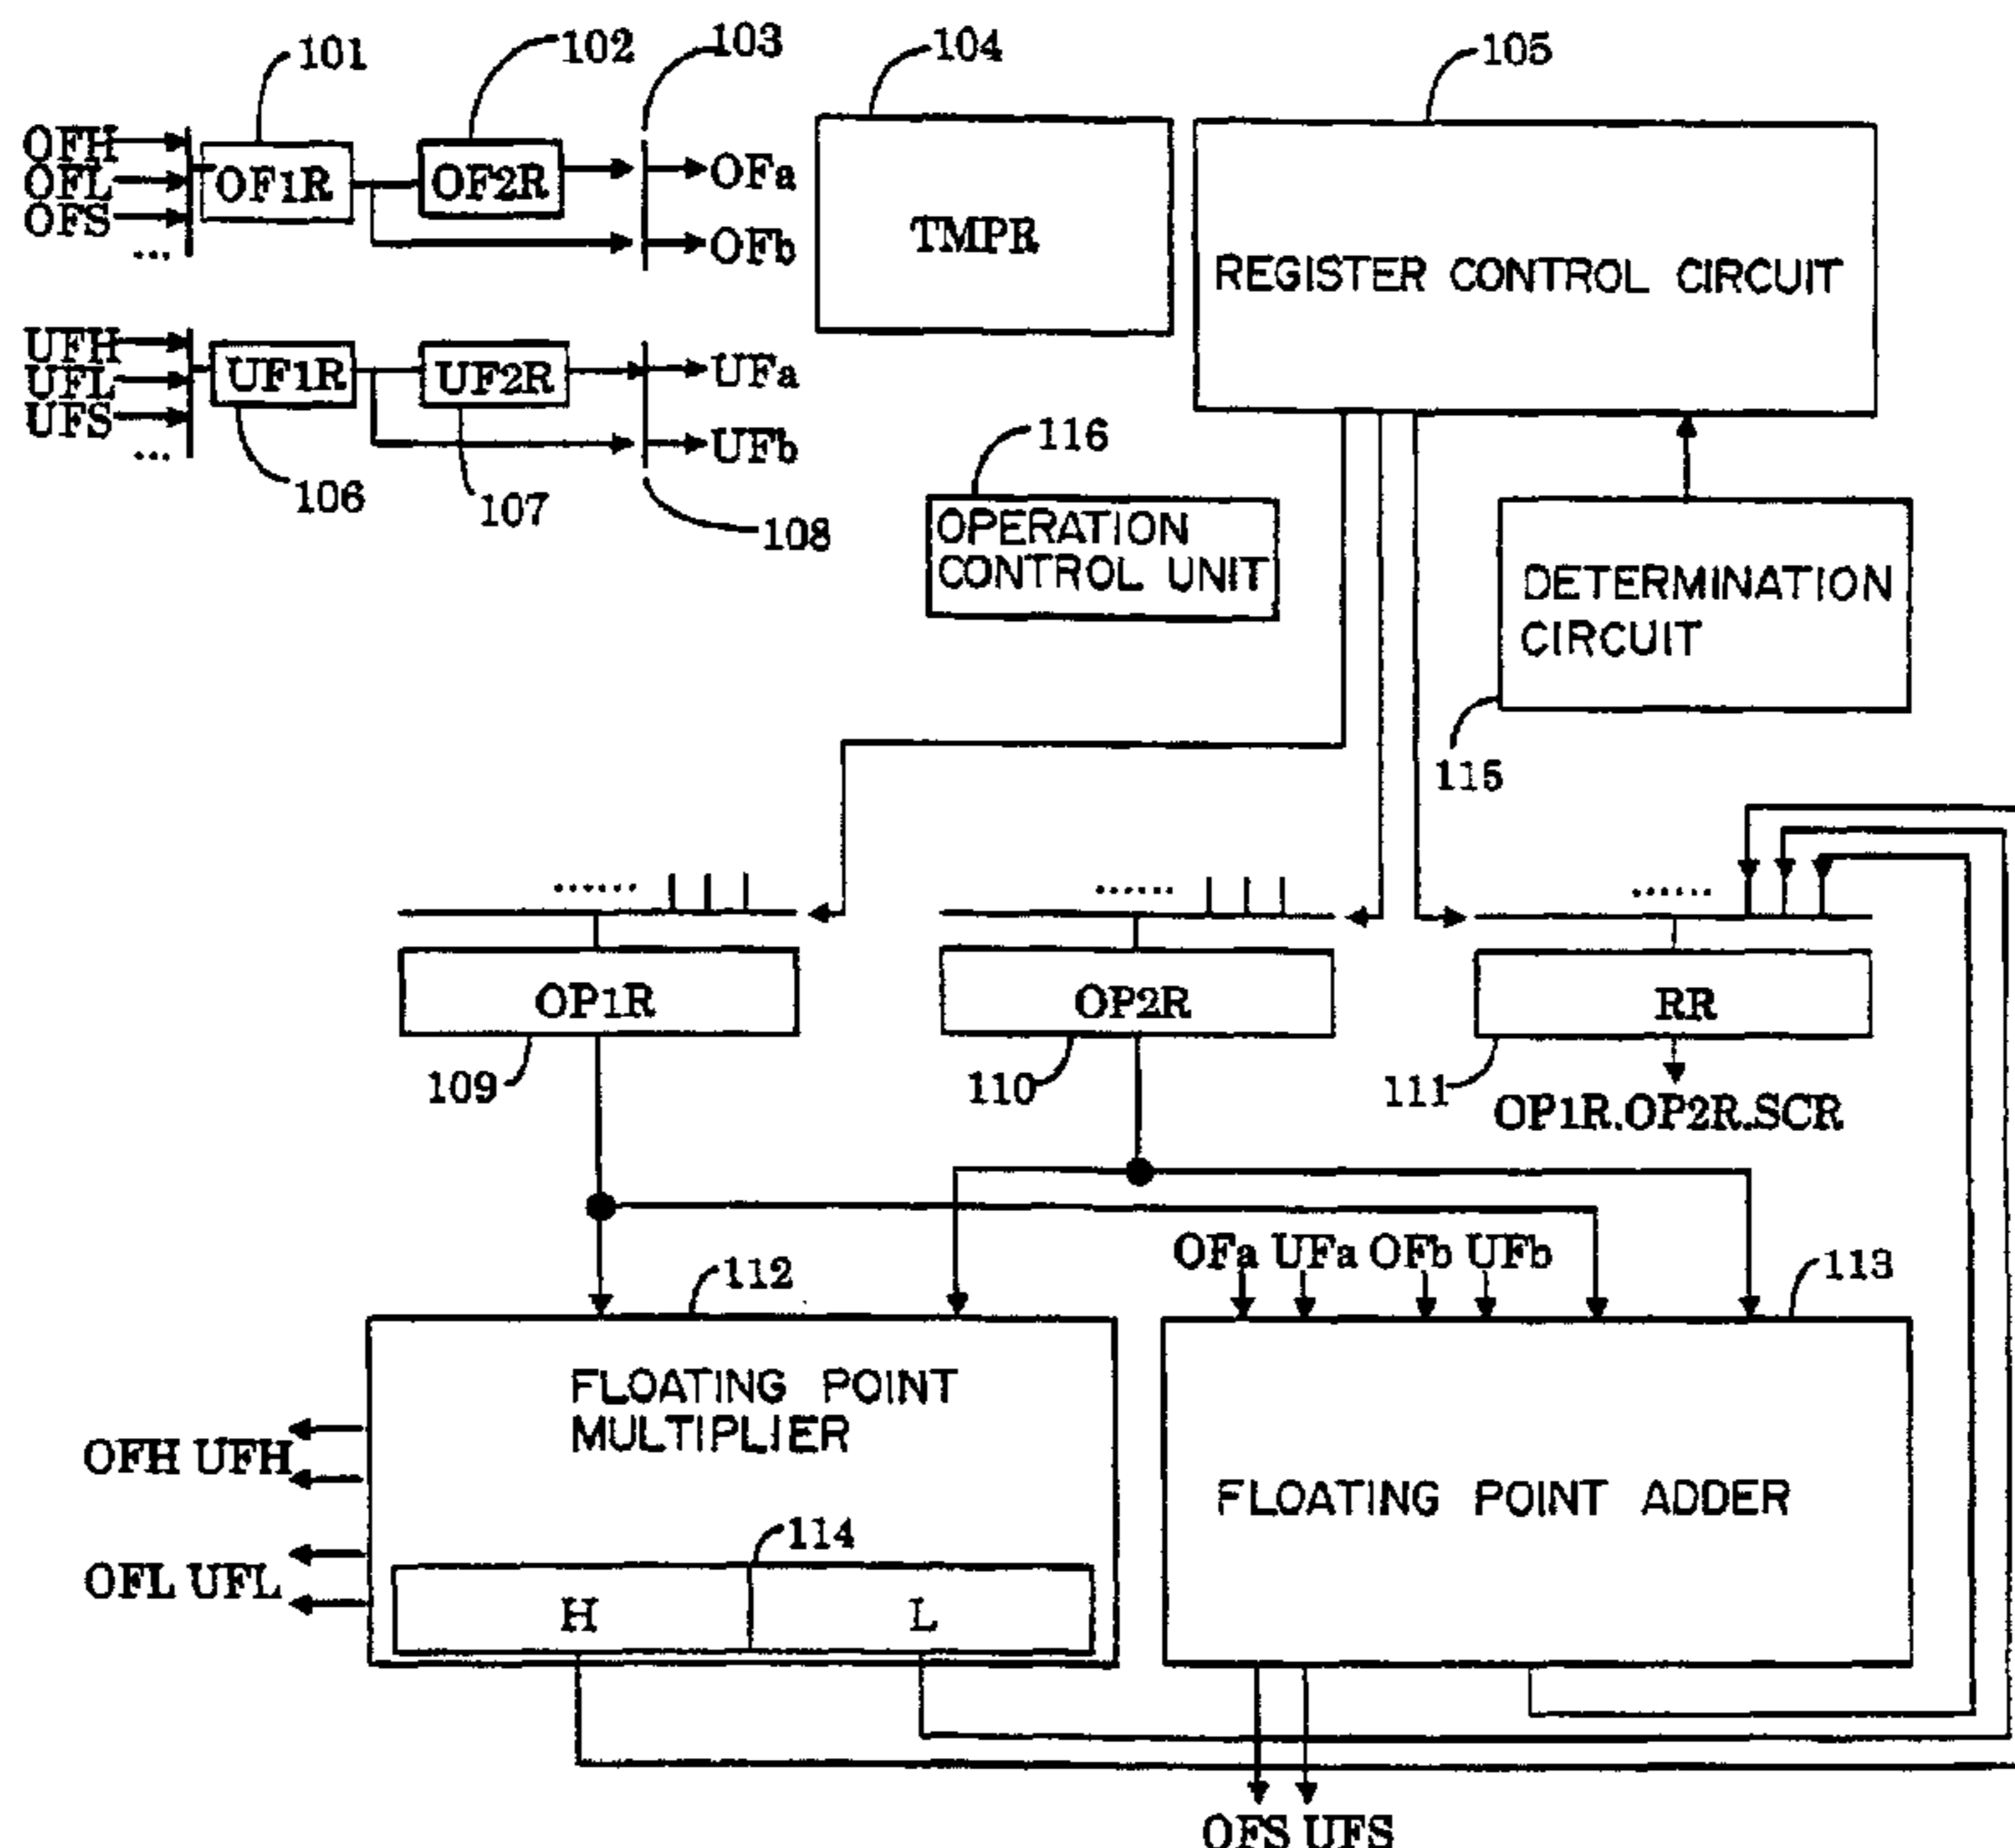 101
102
103
104
105
OFH
OFL
OFS
...
OF1R
OF2R
OFa
OFb
TMPR
REGISTER CONTROL CIRCUIT
UFH
UFL
UFS
...
UF1R
UF2R
UFa
UFb
106
107
108
116
OPERATION
CONTROL UNIT
DETERMINATION
CIRCUIT
115
......
......
......
OP1R
OP2R
RR
109
110
111
OP1R.OP2R.SCR
OFa UFa OFb UFb
112
113
FLOATING POINT
MULTIPLIER
FLOATING POINT ADDER
OFH UFH
OFL UFL
114
H
L
OFS UFS